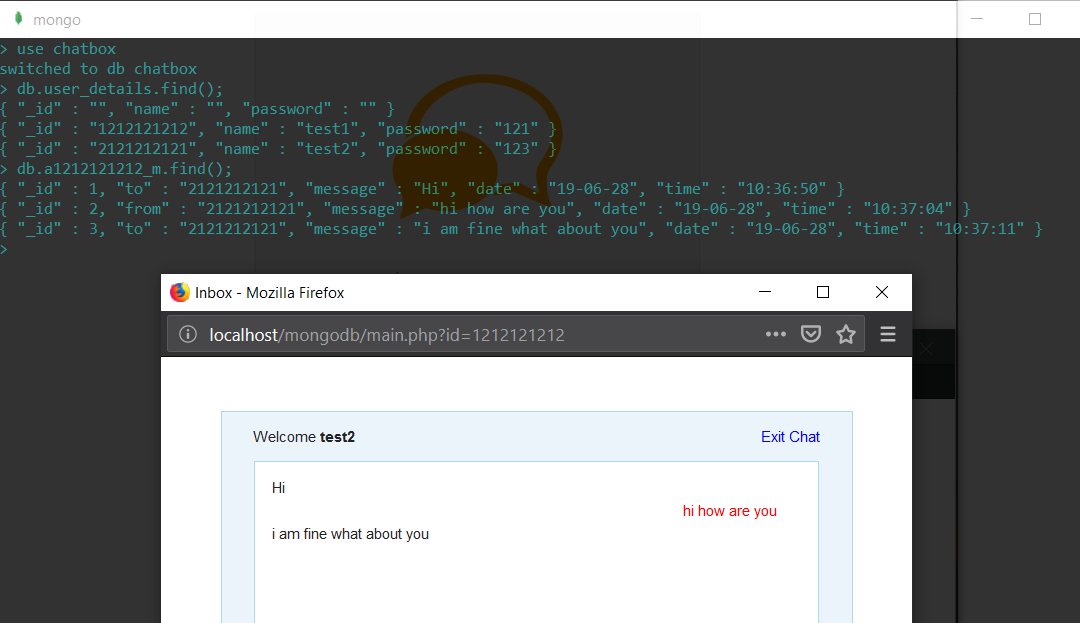 mongo
> use chatbox
switched to db chatbox
> db.user_details.find();
{ "_id" : "", "name" : "", "password" : "" }
{ "_id" : "1212121212", "name" : "test1", "password" : "121" }
{ "_id" : "2121212121", "name" : "test2", "password" : "123" }
> db.a1212121212_m.find();
{ "_id" : 1, "to" : "2121212121", "message" : "Hi", "date" : "19-06-28", "time" : "10:36:50" }
{ "_id" : 2, "from" : "2121212121", "message" : "hi how are you", "date" : "19-06-28", "time" : "10:37:04" }
{ "_id" : 3, "to" : "2121212121", "message" : "i am fine what about you", "date" : "19-06-28", "time" : "10:37:11" }
>
Inbox - Mozilla Firefox
localhost/mongodb/main.php?id=1212121212
Welcome test2 Exit Chat
Hi
hi how are you
i am fine what about you